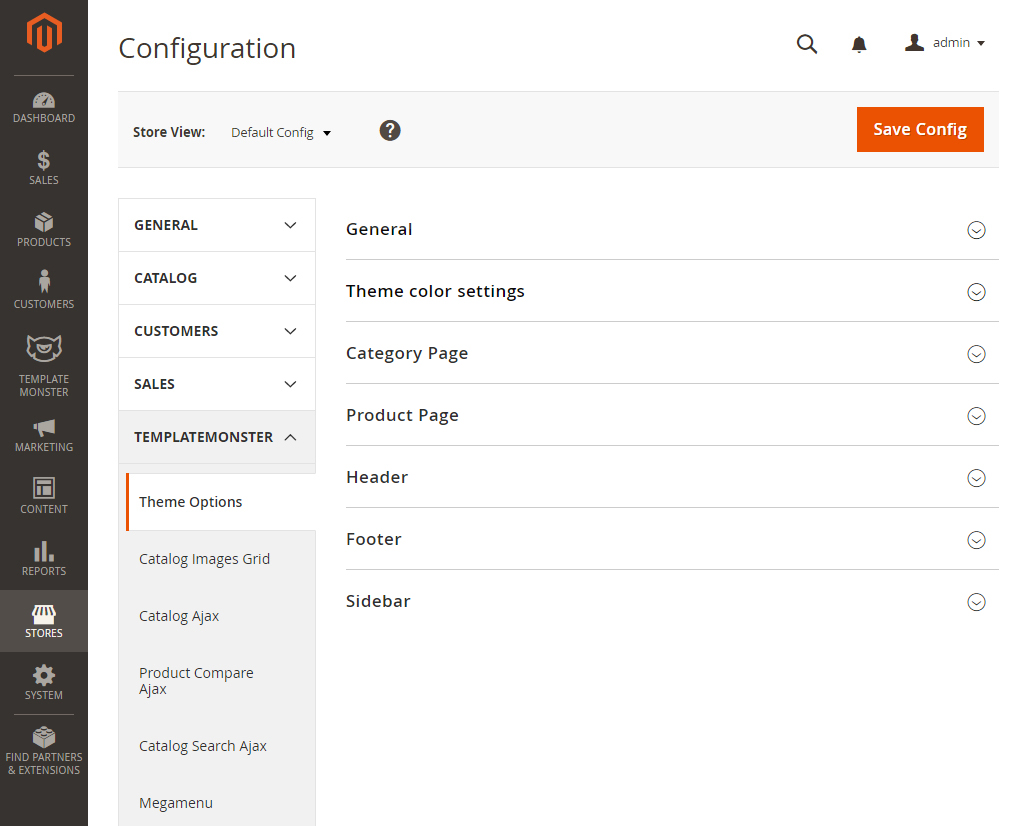 DASHBOARD
SALES
PRODUCTS
CUSTOMERS
TEMPLATE
MONSTER
MARKETING
CONTENT
REPORTS
STORES
SYSTEM
FIND PARTNERS
& EXTENSIONS
Configuration
admin
Store View:
Default Config
?
Save Config
GENERAL
CATALOG
CUSTOMERS
SALES
TEMPLATEMONSTER
Theme Options
Catalog Images Grid
Catalog Ajax
Product Compare
Ajax
Catalog Search Ajax
Megamenu
General
Theme color settings
Category Page
Product Page
Header
Footer
Sidebar